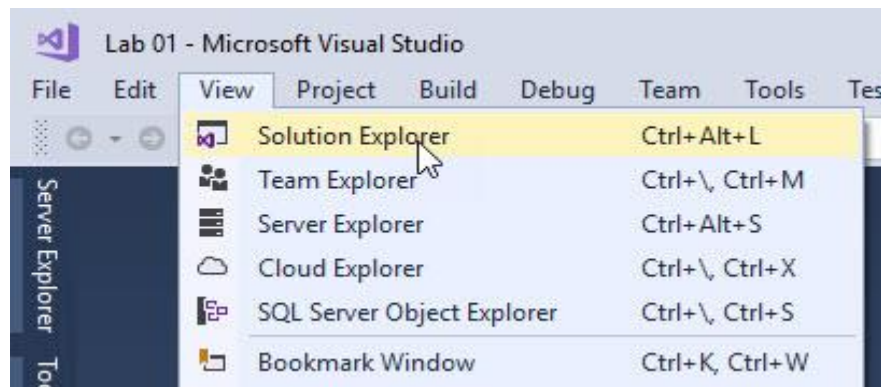 Lab 01 - Microsoft Visual Studio
File Edit View Project Build Debug Team Tools
Solution Explorer Ctrl+Alt+L
Team Explorer Ctrl+\, Ctrl+M
Server Explorer Ctrl+Alt+S
Cloud Explorer Ctrl+\, Ctrl+X
SQL Server Object Explorer Ctrl+\, Ctrl+S
Bookmark Window Ctrl+K, Ctrl+W
Server Explorer